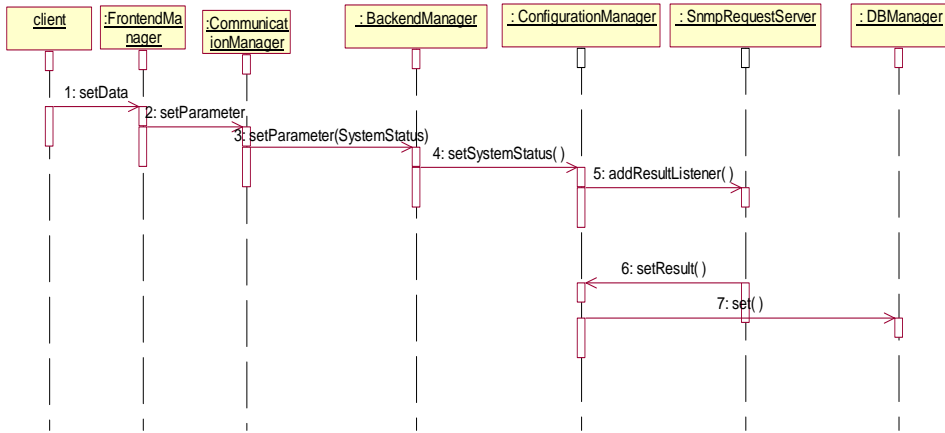 client
:FrontendMa
nager
:Communicat
ionManager
: BackendManager
: ConfigurationManager
: SnmpRequestServer
: DBManager
1: setData
2: setParameter
3: setParameter(SystemStatus)
4: setSystemStatus( )
5: addResultListener( )
6: setResult( )
7: set( )